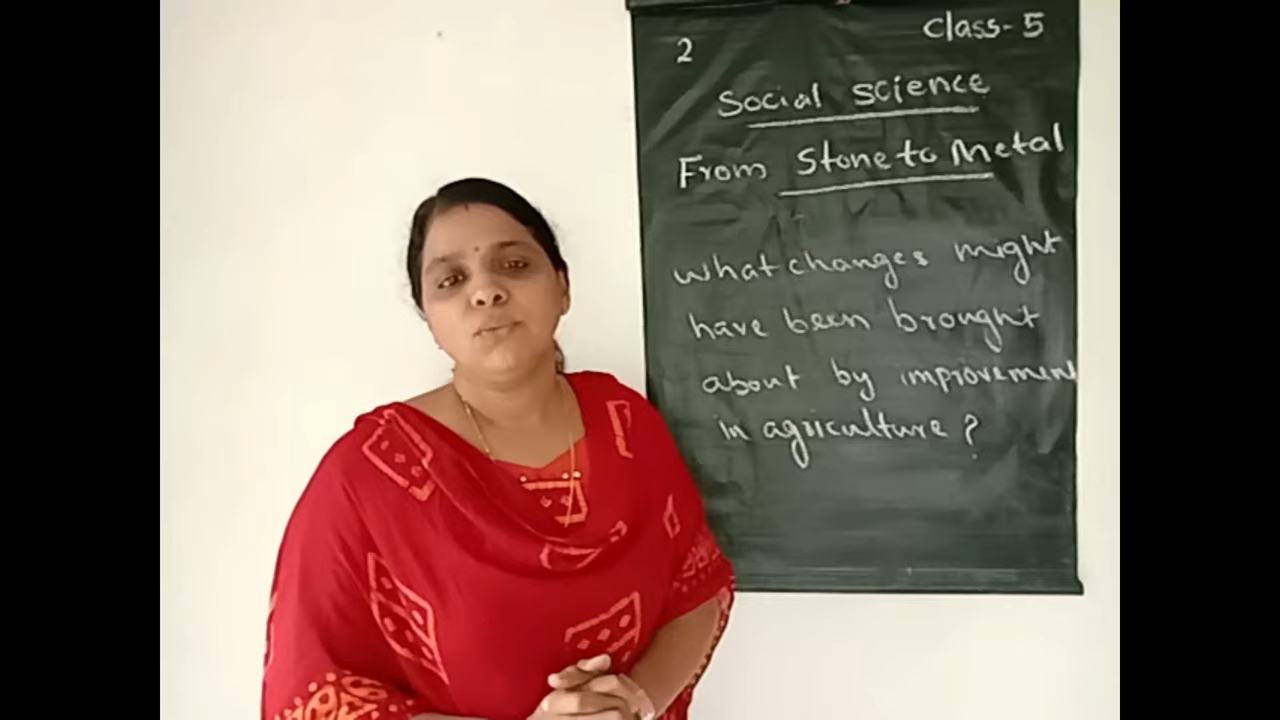 Class-5
2
Social science
From Stone to Metal
what changes might
have been brought
about by improvement
in agriculture?